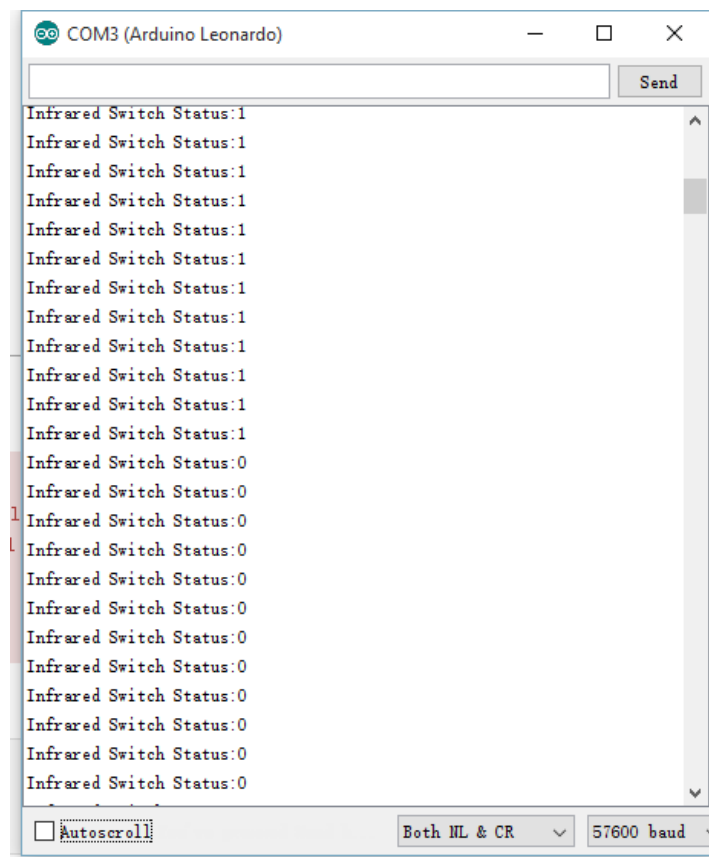 COM3 (Arduino Leonardo)
Send
Infrared Switch Status:1
Infrared Switch Status:1
Infrared Switch Status:1
Infrared Switch Status:1
Infrared Switch Status:1
Infrared Switch Status:1
Infrared Switch Status:1
Infrared Switch Status:1
Infrared Switch Status:1
Infrared Switch Status:1
Infrared Switch Status:1
Infrared Switch Status:1
Infrared Switch Status:0
Infrared Switch Status:0
Infrared Switch Status:0
Infrared Switch Status:0
Infrared Switch Status:0
Infrared Switch Status:0
Infrared Switch Status:0
Infrared Switch Status:0
Infrared Switch Status:0
Infrared Switch Status:0
Infrared Switch Status:0
Infrared Switch Status:0
Autoscroll Both NL & CR 57600 baud